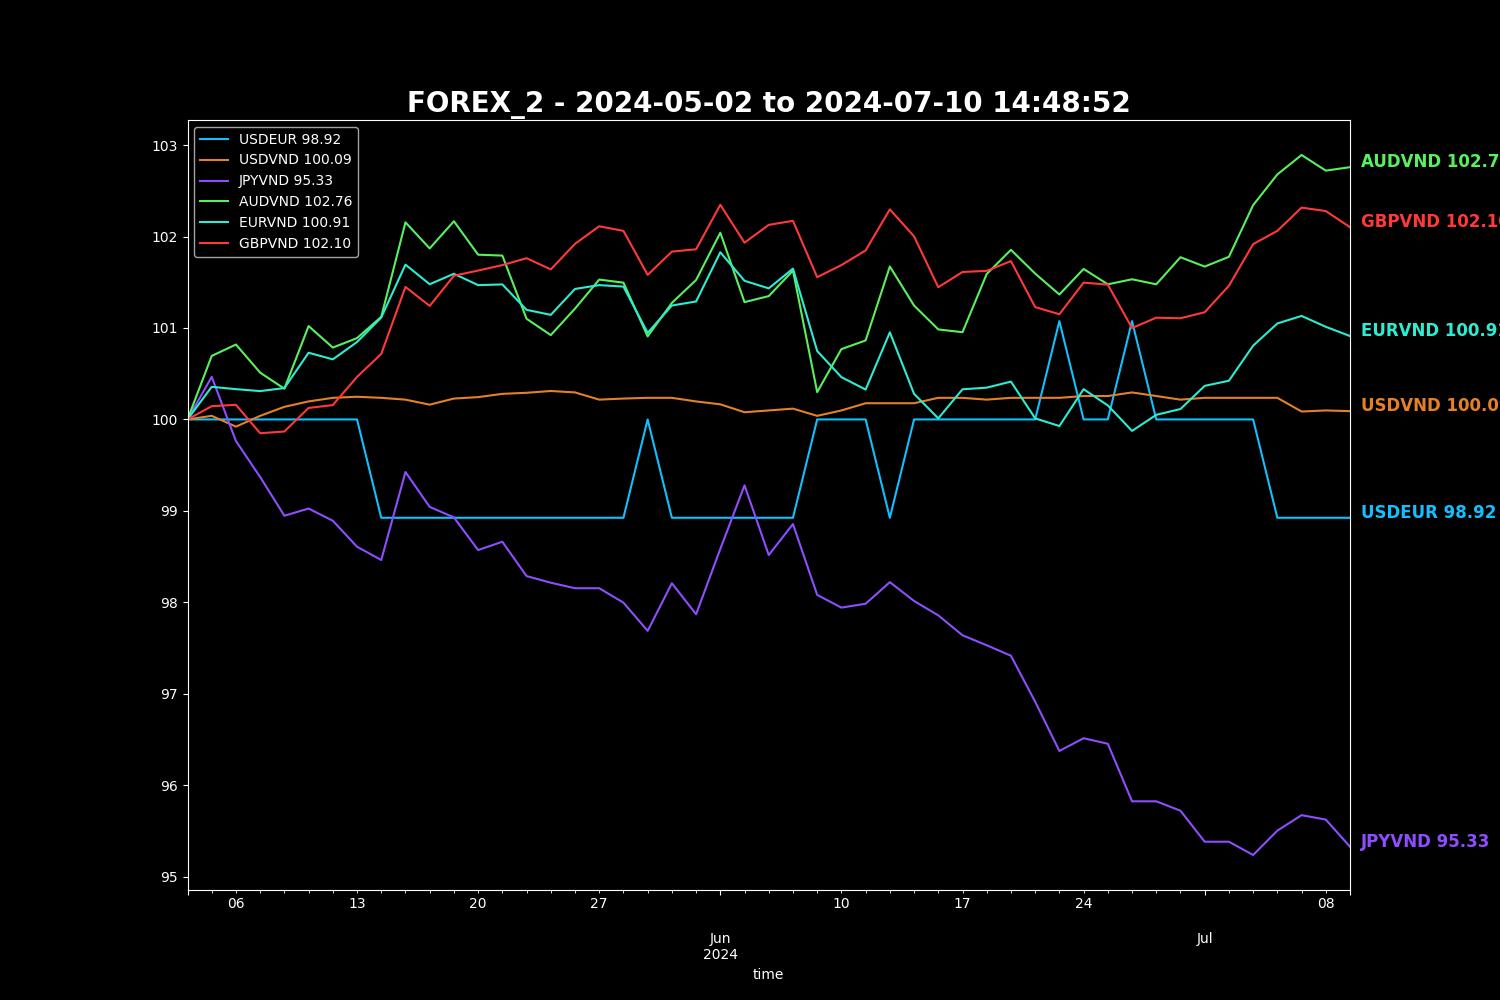 FOREX_2 - 2024-05-02 to 2024-07-10 14:48:52
USDEUR 98.92
USDVND 100.09
JPYVND 95.33
AUDVND 102.76
EURVND 100.91
GBPVND 102.10
103
102
101
100
99
98
97
96
95
AUDVND 102.7
GBPVND 102.10
EURVND 100.91
USDVND 100.0
USDEUR 98.92
JPYVND 95.33
06
13
20
27
10
17
24
08
Jun
2024
Jul
time